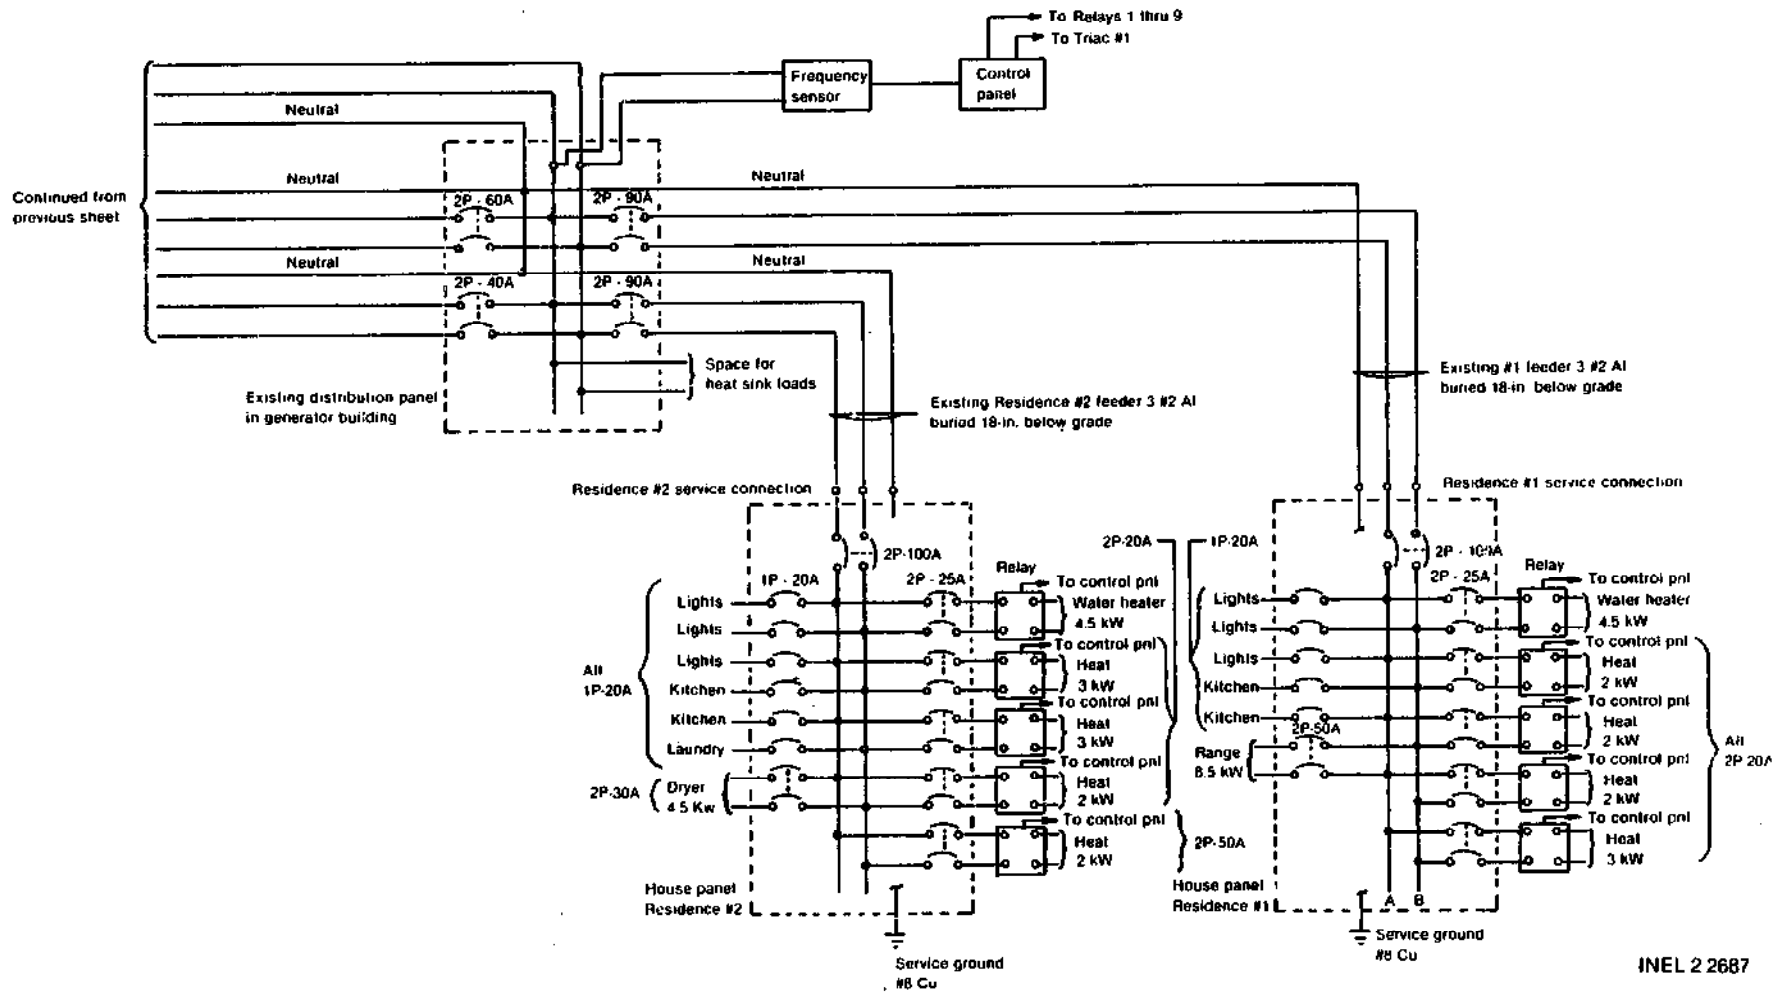 To Relays 1 thru 9
To Triac #1
Frequency
sensor
Control
panel
Neutral
Neutral
Neutral
Continued from
previous sheet
2P - 60A
2P - 90A
Neutral
Neutral
2P - 40A
2P - 90A
Space for
heat sink loads
Existing distribution panel
in generator building
Existing Residence #2 feeder 3 #2 Al
buried 18-in. below grade
Existing #1 feeder 3 #2 Al
buried 18-in. below grade
Residence #2 service connection
Residence #1 service connection
2P-100A
1P - 20A
2P - 25A
Relay
To control pnl
Lights
Water heater
4.5 kW
Lights
To control pnl
Lights
Heat
3 kW
All
1P-20A
Kitchen
To control pnl
Kitchen
Heat
3 kW
Laundry
To control pnl
2P-30A
Dryer
4.5 Kw
Heat
2 kW
To control pnl
Heat
2 kW
2P-50A
House panel
Residence #2
Service ground
#8 Cu
2P-20A
1P-20A
2P - 100A
2P - 25A
Relay
To control pnl
Lights
Water heater
4.5 kW
Lights
To control pnl
Lights
Heat
2 kW
Kitchen
To control pnl
Kitchen
Heat
2 kW
2P-50A
Range
8.5 kW
To control pnl
Heat
2 kW
All
2P 20A
To control pnl
Heat
3 kW
House panel
Residence #1
A B
Service ground
#8 Cu
INEL 2 2687